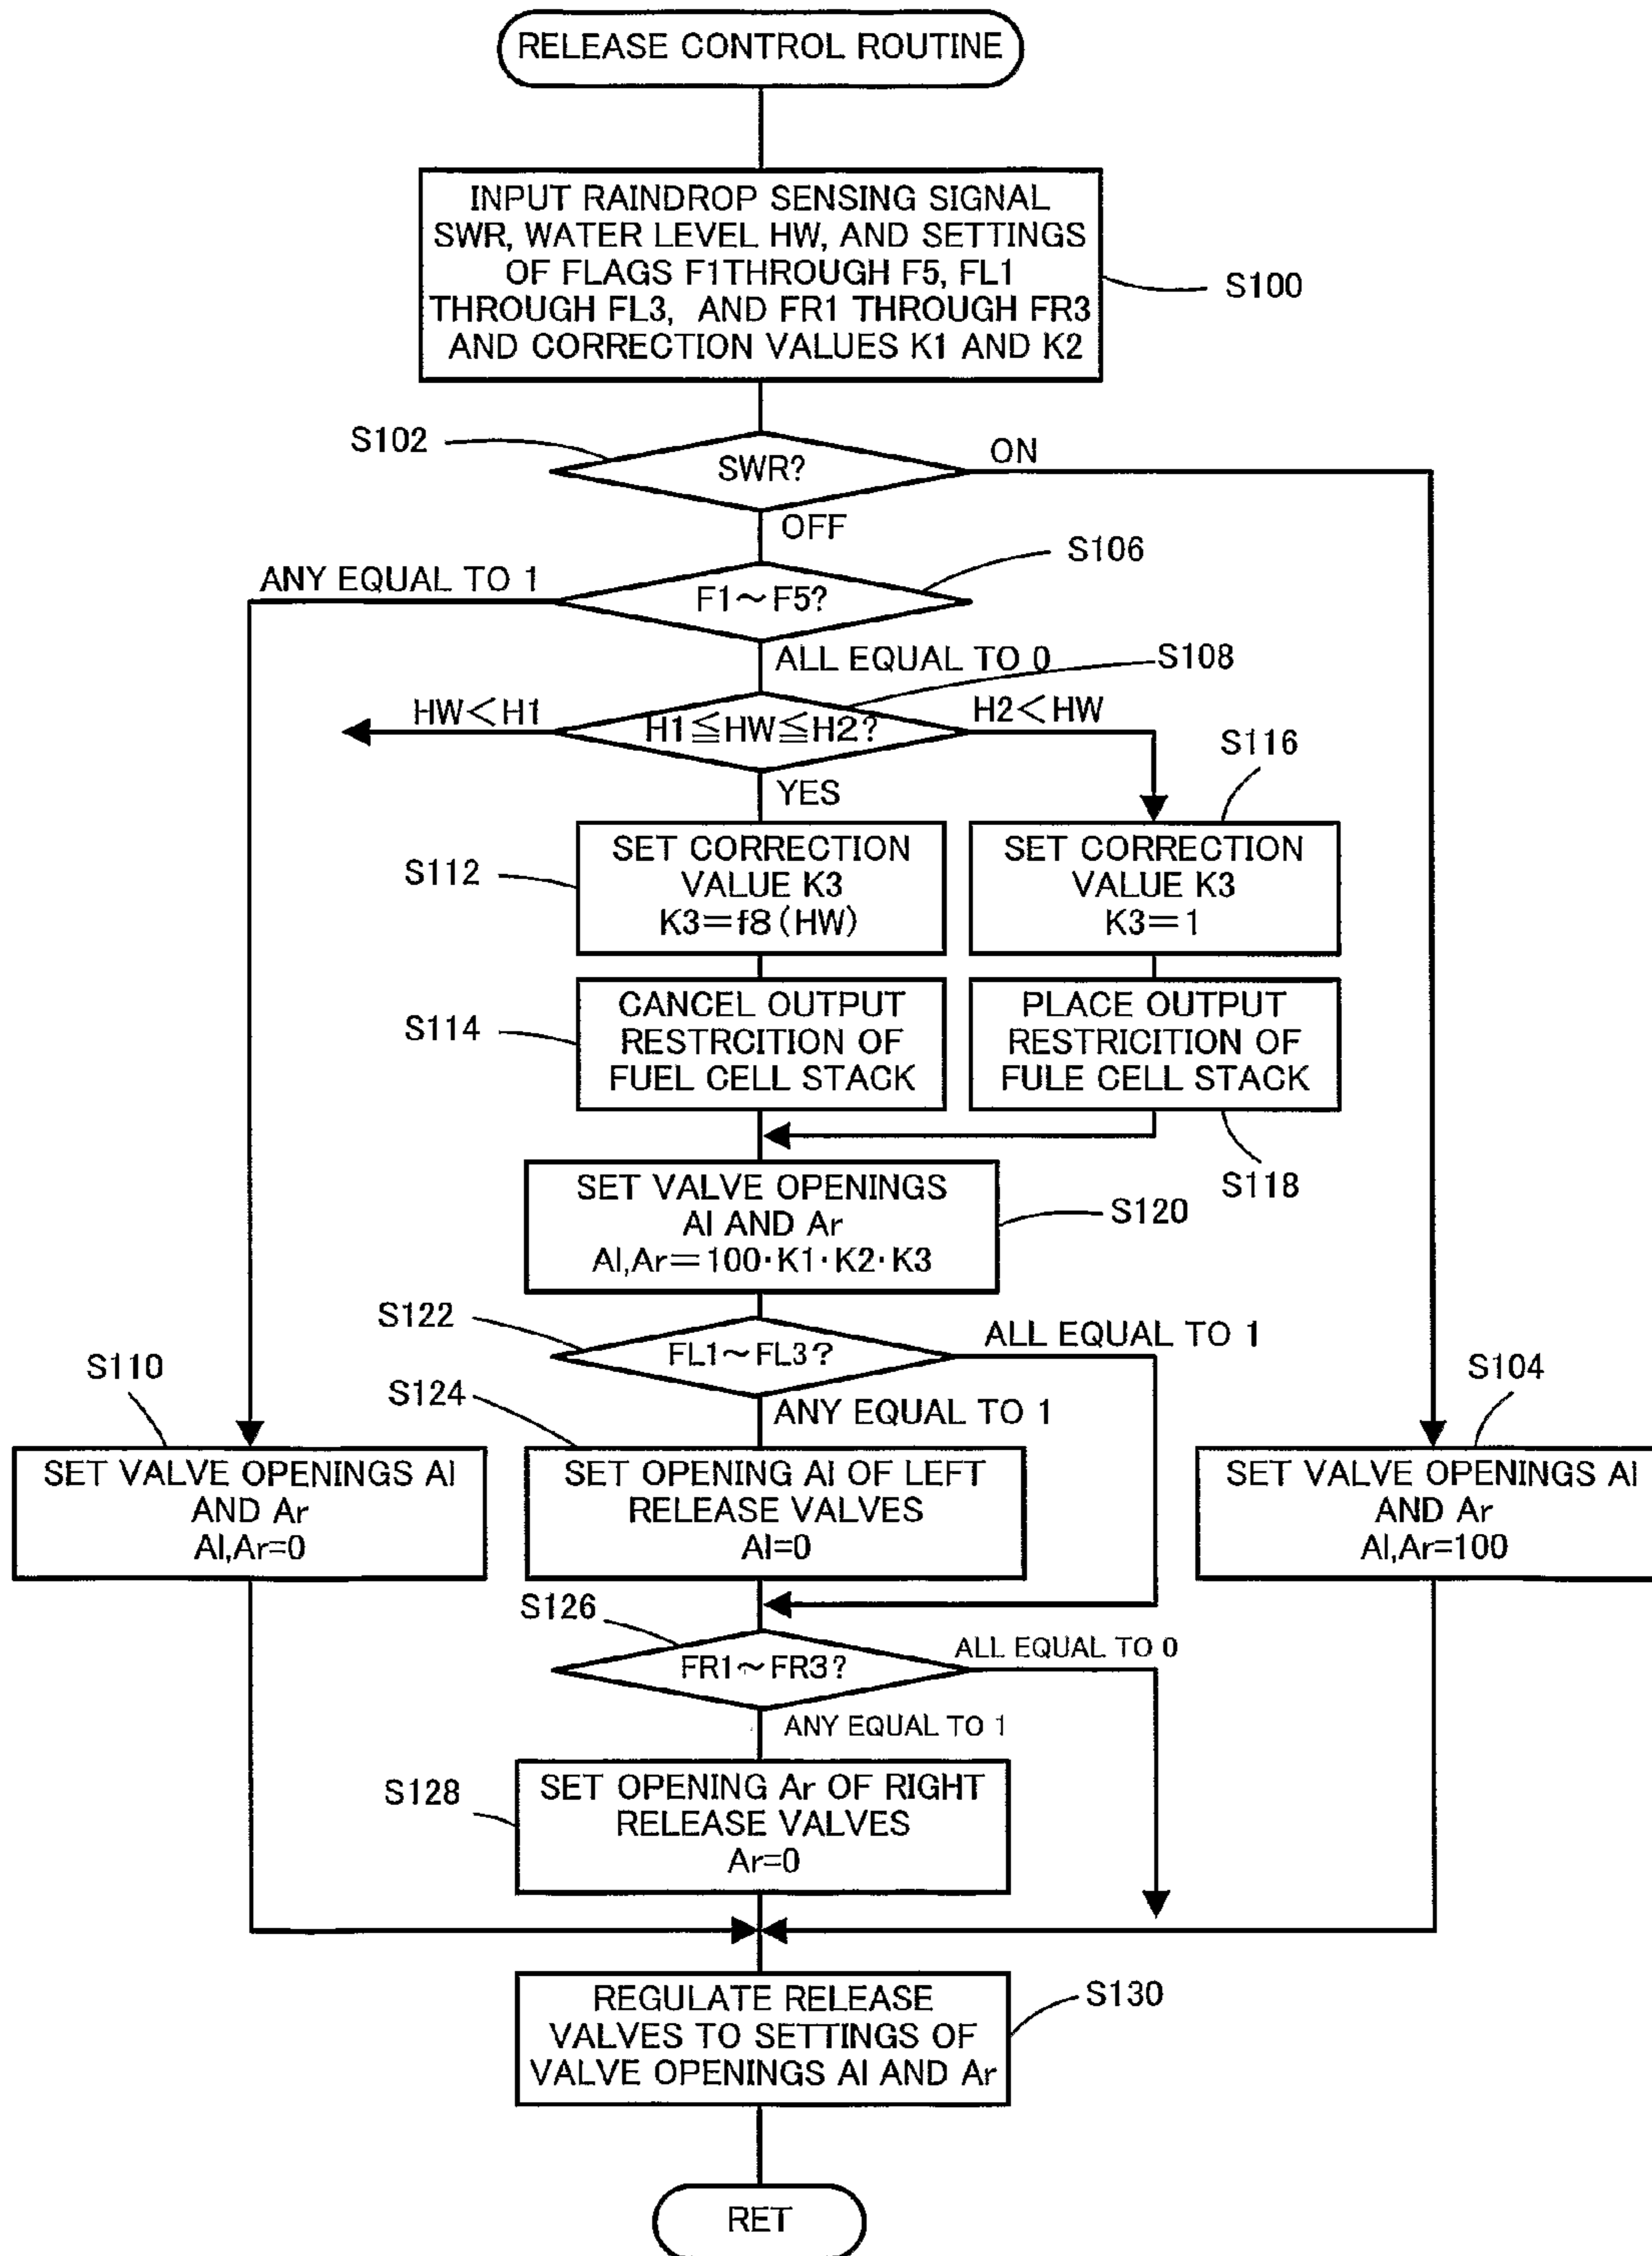 RELEASE CONTROL ROUTINE
INPUT RAINDROP SENSING SIGNAL
SWR, WATER LEVEL HW, AND SETTINGS
OF FLAGS F1THROUGH F5, FL1
THROUGH FL3, AND FR1 THROUGH FR3
AND CORRECTION VALUES K1 AND K2
S100
S102
SWR?
ON
OFF
S106
ANY EQUAL TO 1
F1～F5?
ALL EQUAL TO 0
S108
HW＜H1
H1≦HW≦H2?
H2＜HW
S116
YES
S112
SET CORRECTION
VALUE K3
K3＝f8(HW)
SET CORRECTION
VALUE K3
K3＝1
S114
CANCEL OUTPUT
RESTRCITION OF
FUEL CELL STACK
PLACE OUTPUT
RESTRICITION OF
FULE CELL STACK
S118
SET VALVE OPENINGS
Al AND Ar
Al,Ar＝100·K1·K2·K3
S120
S122
FL1～FL3?
ALL EQUAL TO 1
ANY EQUAL TO 1
S110
SET VALVE OPENINGS Al
AND Ar
Al,Ar=0
S124
SET OPENING Al OF LEFT
RELEASE VALVES
Al=0
S104
SET VALVE OPENINGS Al
AND Ar
Al,Ar=100
S126
FR1～FR3?
ALL EQUAL TO 0
ANY EQUAL TO 1
S128
SET OPENING Ar OF RIGHT
RELEASE VALVES
Ar=0
REGULATE RELEASE
VALVES TO SETTINGS OF
VALVE OPENINGS Al AND Ar
S130
RET